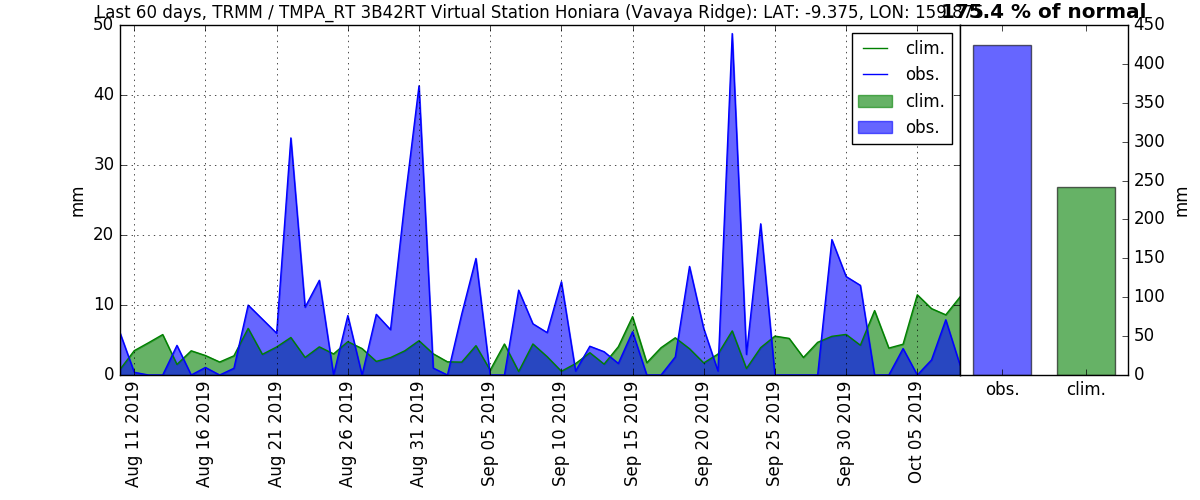 Last 60 days, TRMM / TMPA_RT 3B42RT Virtual Station Honiara (Vavaya Ridge): LAT: -9.375, LON:
175.4 % of normal
50
40
30
20
10
0
mm
clim.
obs.
clim.
obs.
450
400
350
300
250
200
150
100
50
0
mm
Aug 11 2019
Aug 16 2019
Aug 21 2019
Aug 26 2019
Aug 31 2019
Sep 05 2019
Sep 10 2019
Sep 15 2019
Sep 20 2019
Sep 25 2019
Sep 30 2019
Oct 05 2019
obs.
clim.